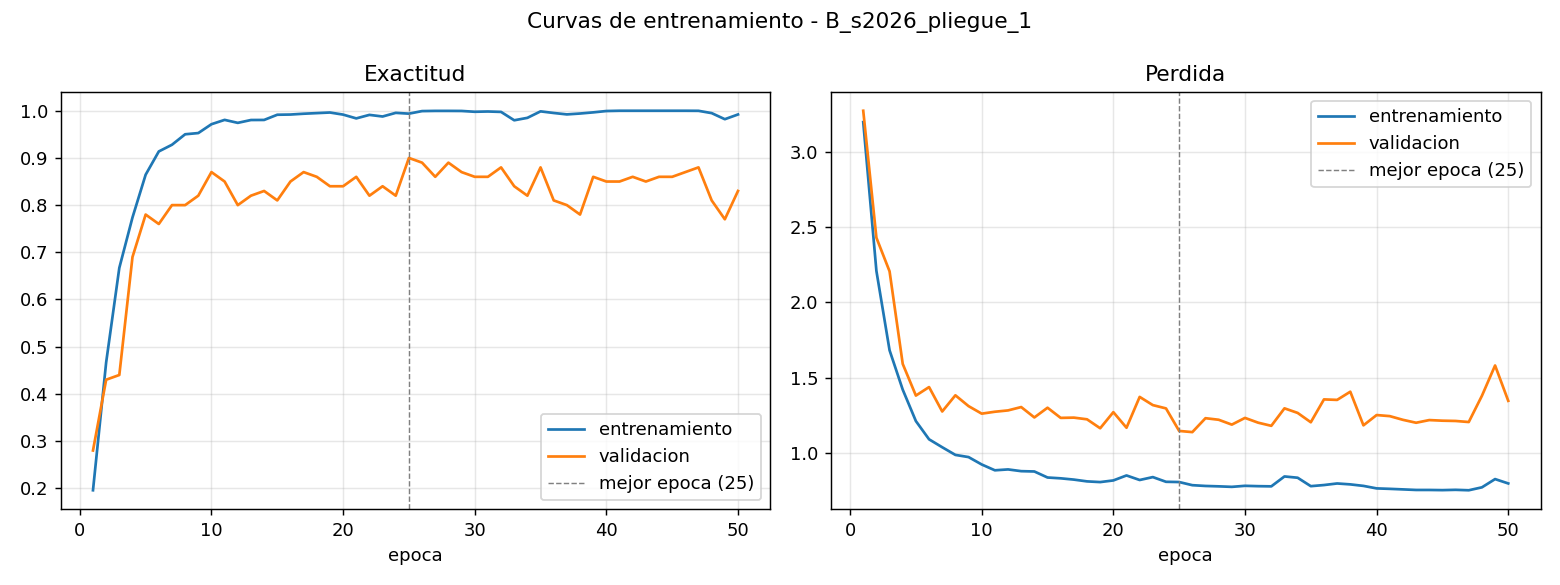 Curvas de entrenamiento - B_s2026_pliegue_1
Exactitud
1.0
0.9
0.8
0.7
0.6
0.5
0.4
0.3
0.2
0 10 20 30 40 50
epoca
entrenamiento
validacion
mejor epoca (25)
Perdida
3.0
2.5
2.0
1.5
1.0
0 10 20 30 40 50
epoca
entrenamiento
validacion
mejor epoca (25)